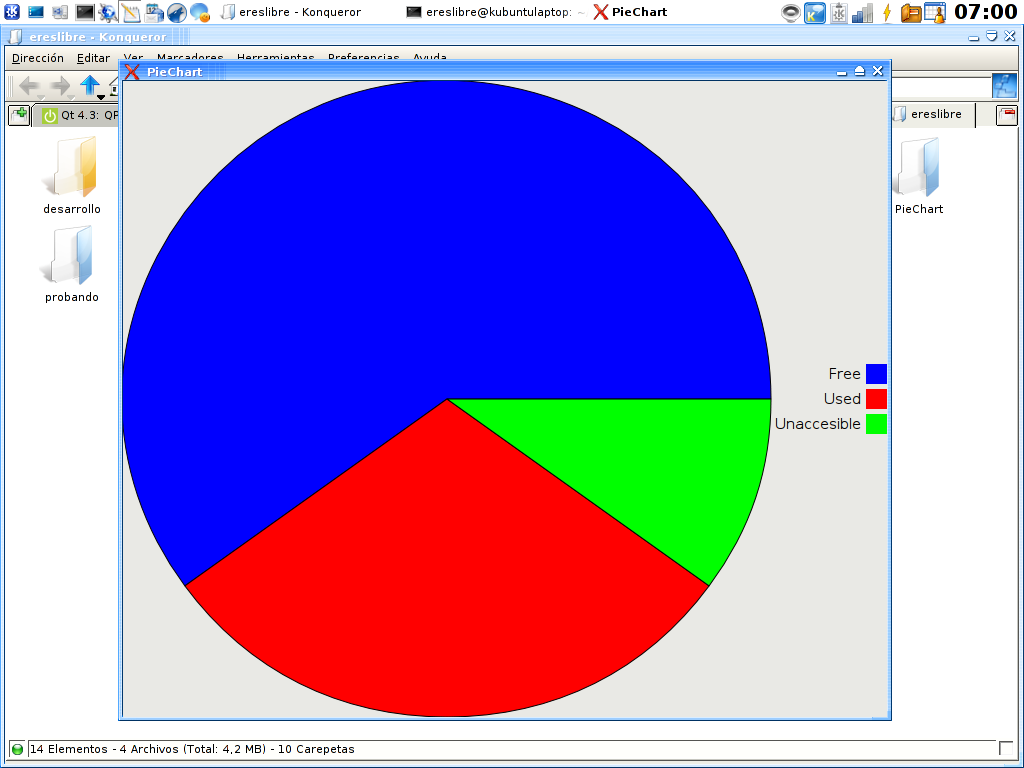 ereslibre - Konqueror
ereslibre@kubuntulaptop: ~
PieChart
07:00
ereslibre - Konqueror
Dirección Editar Ver Marcadores Herramientas Preferencias Ayuda
PieChart
Qt 4.3: QP
ereslibre
desarrollo
PieChart
probando
Free
Used
Unaccesible
14 Elementos - 4 Archivos (Total: 4,2 MB) - 10 Carepetas